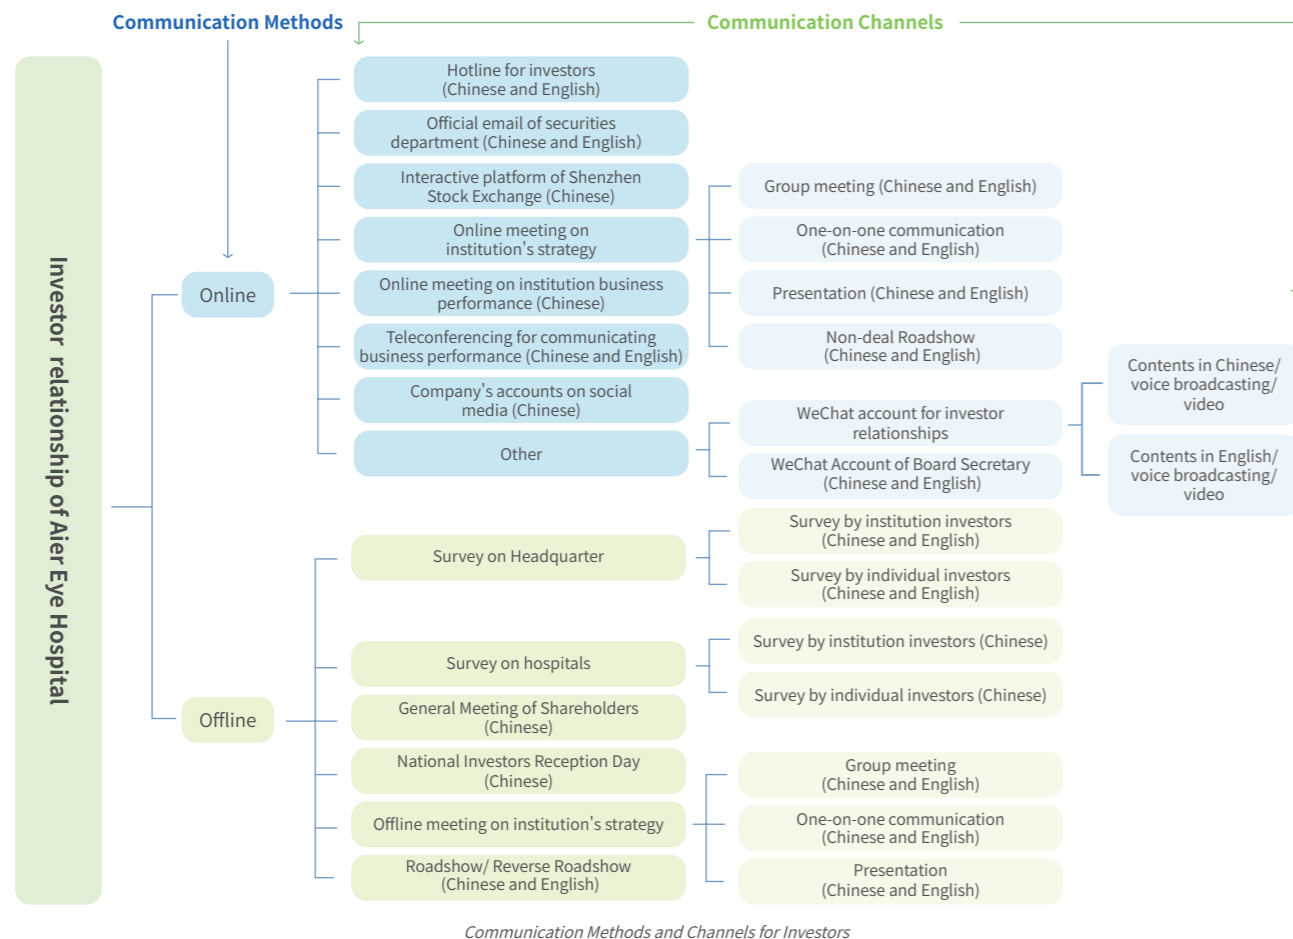 Communication Methods
Communication Channels
Investor relationship of Aier Eye Hospital
Online
Hotline for investors
(Chinese and English)
Official email of securities
department (Chinese and English)
Interactive platform of Shenzhen
Stock Exchange (Chinese)
Online meeting on
institution's strategy
Group meeting (Chinese and English)
One-on-one communication
(Chinese and English)
Presentation (Chinese and English)
Non-deal Roadshow
(Chinese and English)
Online meeting on institution business
performance (Chinese)
Teleconferencing for communicating
business performance (Chinese and English)
Company's accounts on social
media (Chinese)
Other
WeChat account for investor
relationships
Contents in Chinese/
voice broadcasting/
video
Contents in English/
voice broadcasting/
video
WeChat Account of Board Secretary
(Chinese and English)
Offline
Survey on Headquarter
Survey by institution investors
(Chinese and English)
Survey by individual investors
(Chinese and English)
Survey on hospitals
Survey by institution investors (Chinese)
Survey by individual investors (Chinese)
General Meeting of Shareholders
(Chinese)
National Investors Reception Day
(Chinese)
Offline meeting on institution's strategy
Group meeting
(Chinese and English)
One-on-one communication
(Chinese and English)
Presentation
(Chinese and English)
Roadshow/ Reverse Roadshow
(Chinese and English)
Communication Methods and Channels for Investors